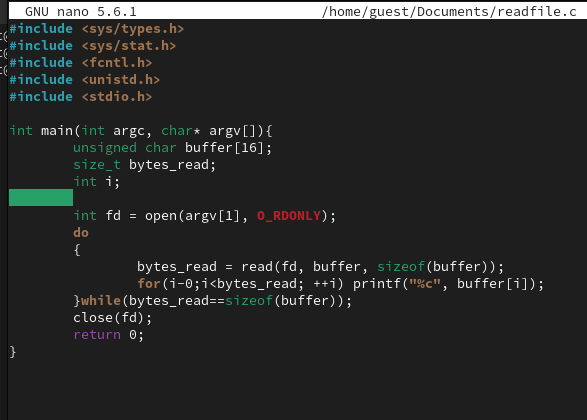 GNU nano 5.6.1 /home/guest/Documents/readfile.c
#include <sys/types.h>
#include <sys/stat.h>
#include <fcntl.h>
#include <unistd.h>
#include <stdio.h>
int main(int argc, char* argv[]){
unsigned char buffer[16];
size_t bytes_read;
int i;
int fd = open(argv[1], O_RDONLY);
do
{
bytes_read = read(fd, buffer, sizeof(buffer));
for(i-0;i<bytes_read; ++i) printf("%c", buffer[i]);
}while(bytes_read==sizeof(buffer));
close(fd);
return 0;
}